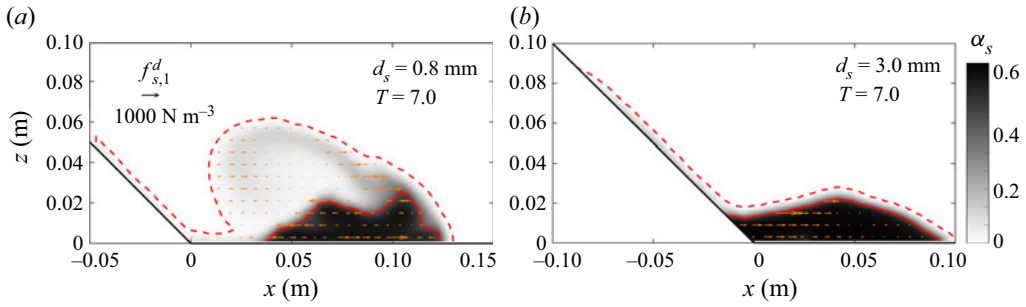 (a)
0.10
0.08
0.06
0.04
0.02
0
z (m)
f^d_{s,1}
1000 N m⁻³
d_s = 0.8 mm
T = 7.0
−0.05
0
0.05
0.10
0.15
x (m)
(b)
0.10
0.08
0.06
0.04
0.02
0
d_s = 3.0 mm
T = 7.0
−0.10
−0.05
0
0.05
0.10
x (m)
α_s
0.6
0.4
0.2
0